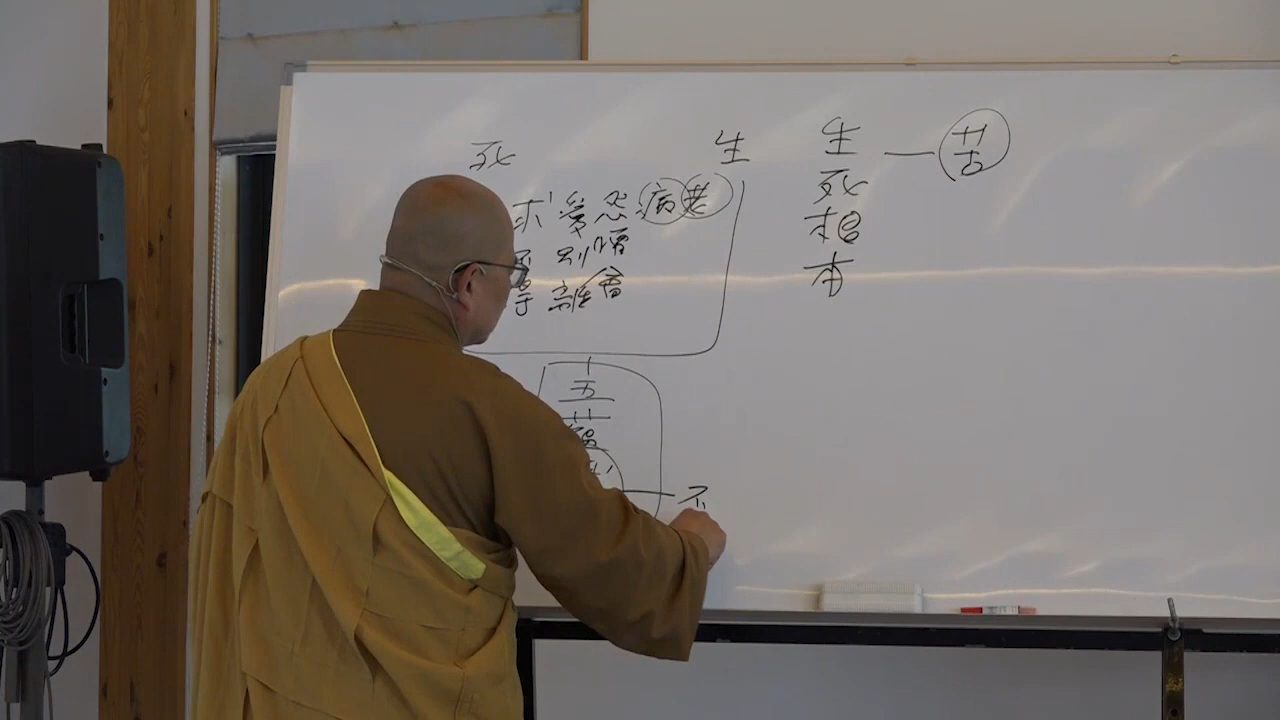 苦
生死相本
生
老
病
怨憎會
愛別離
求不得
死
五蘊
不